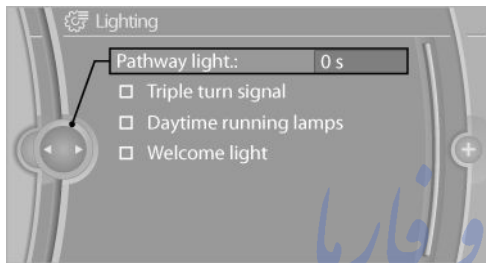 Lighting
Pathway light.: 0 s
Triple turn signal
Daytime running lamps
Welcome light